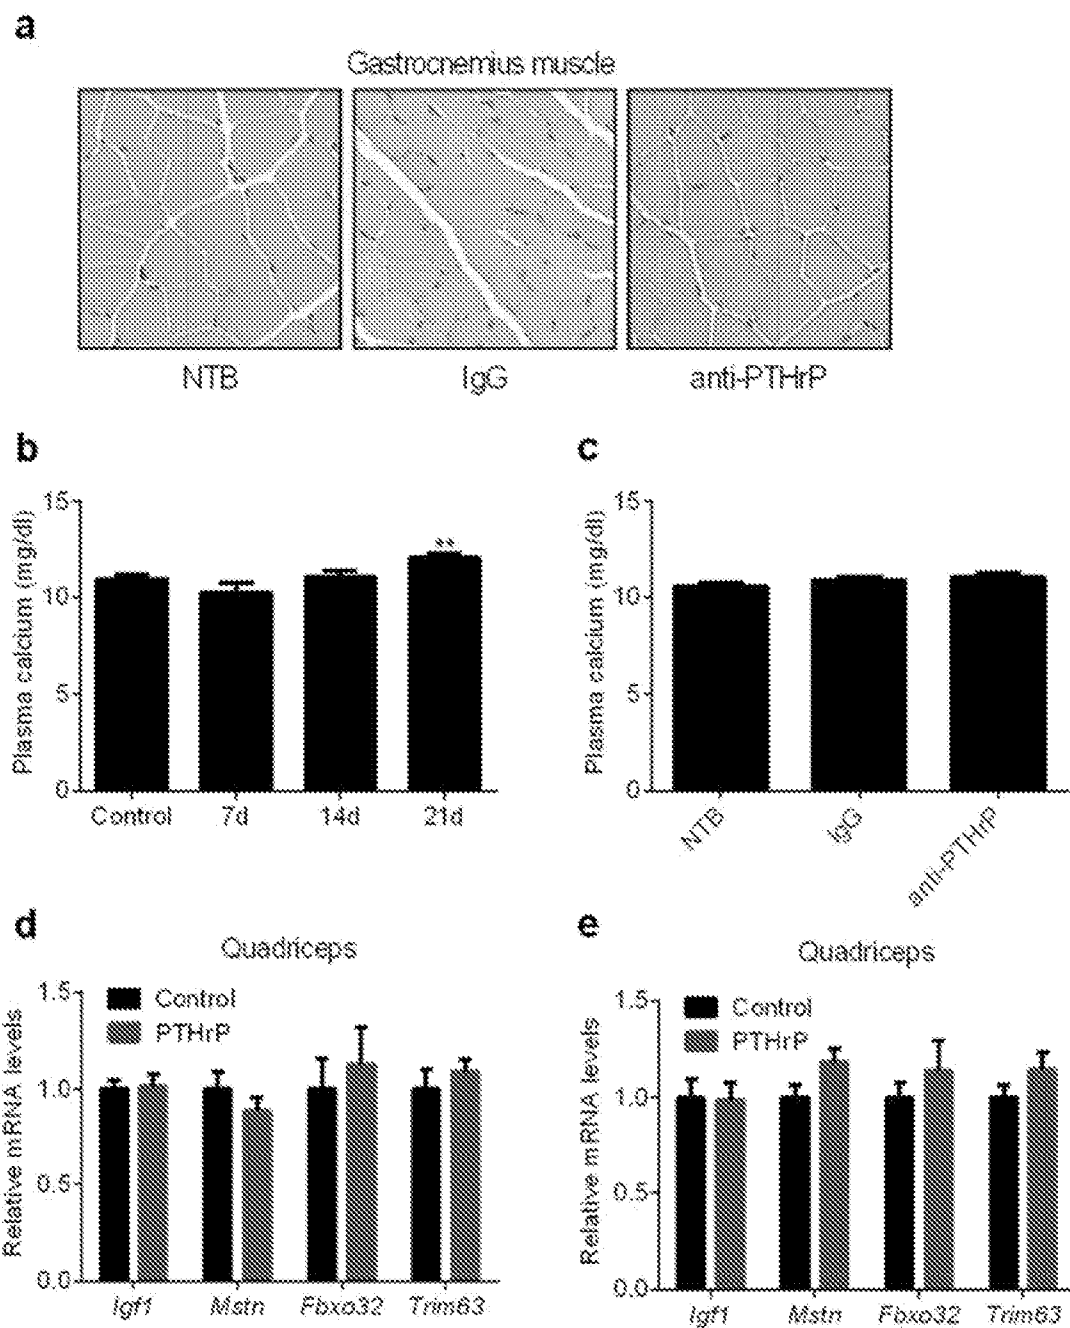 a
Gastrocnemius muscle
NTB IgG anti-PTHrP
b
Plasma calcium (mg/dl)
15
10
5
0
**
Control 7d 14d 21d
c
Plasma calcium (mg/dl)
15
10
5
0
NTB
IgG
anti-PTHrP
d
Quadriceps
Relative mRNA levels
1.5
1.0
0.5
0.0
Control
PTHrP
Igf1 Mstn Fbxo32 Trim63
e
Quadriceps
Relative mRNA levels
1.5
1.0
0.5
0.0
Control
PTHrP
Igf1 Mstn Fbxo32 Trim63